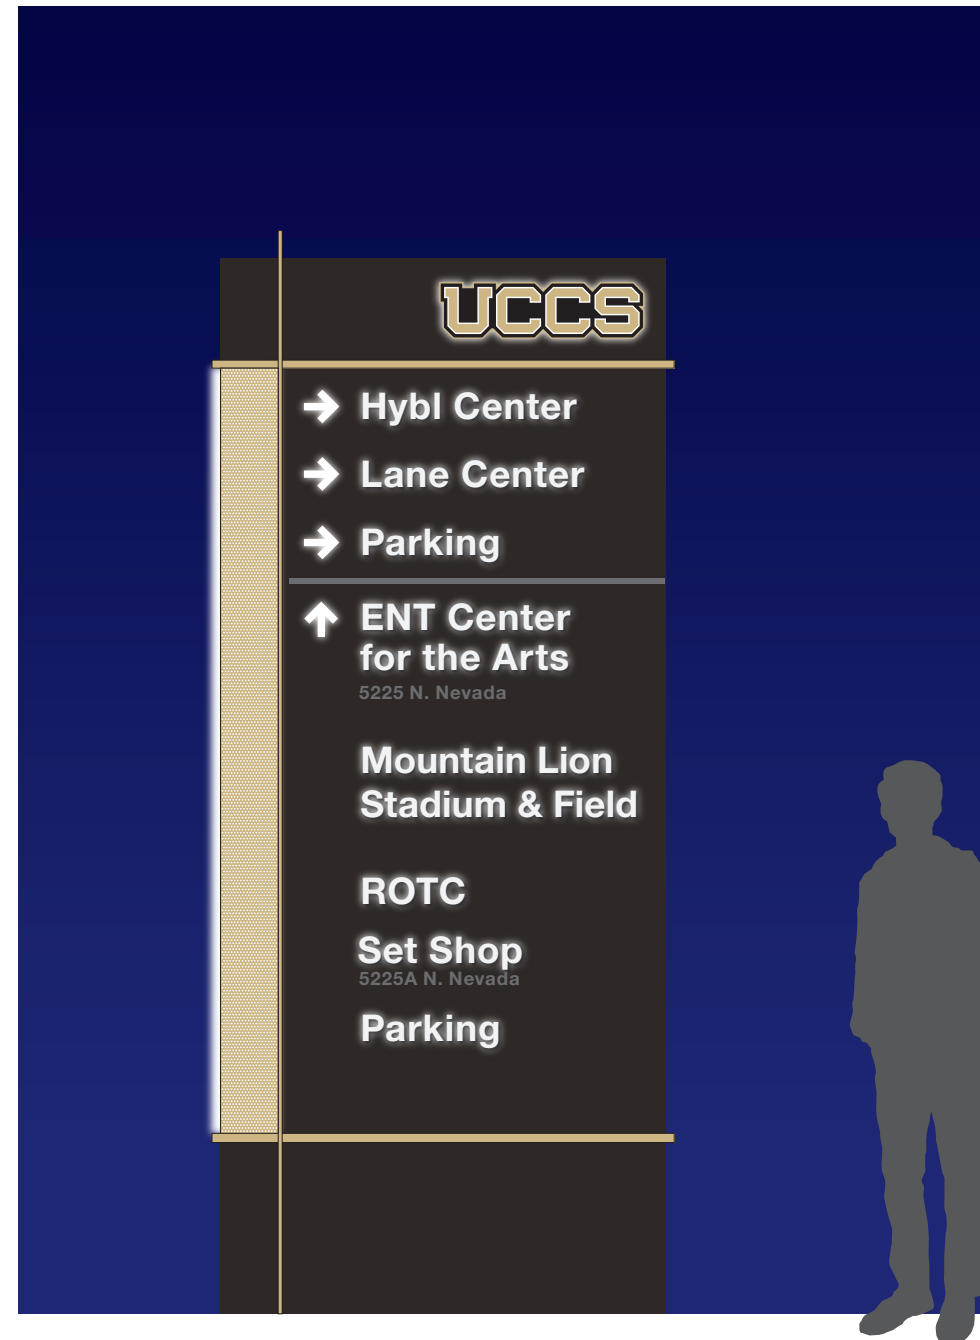 UCCS
Hybl Center
Lane Center
Parking
ENT Center
for the Arts
5225 N. Nevada
Mountain Lion
Stadium & Field
ROTC
Set Shop
5225A N. Nevada
Parking